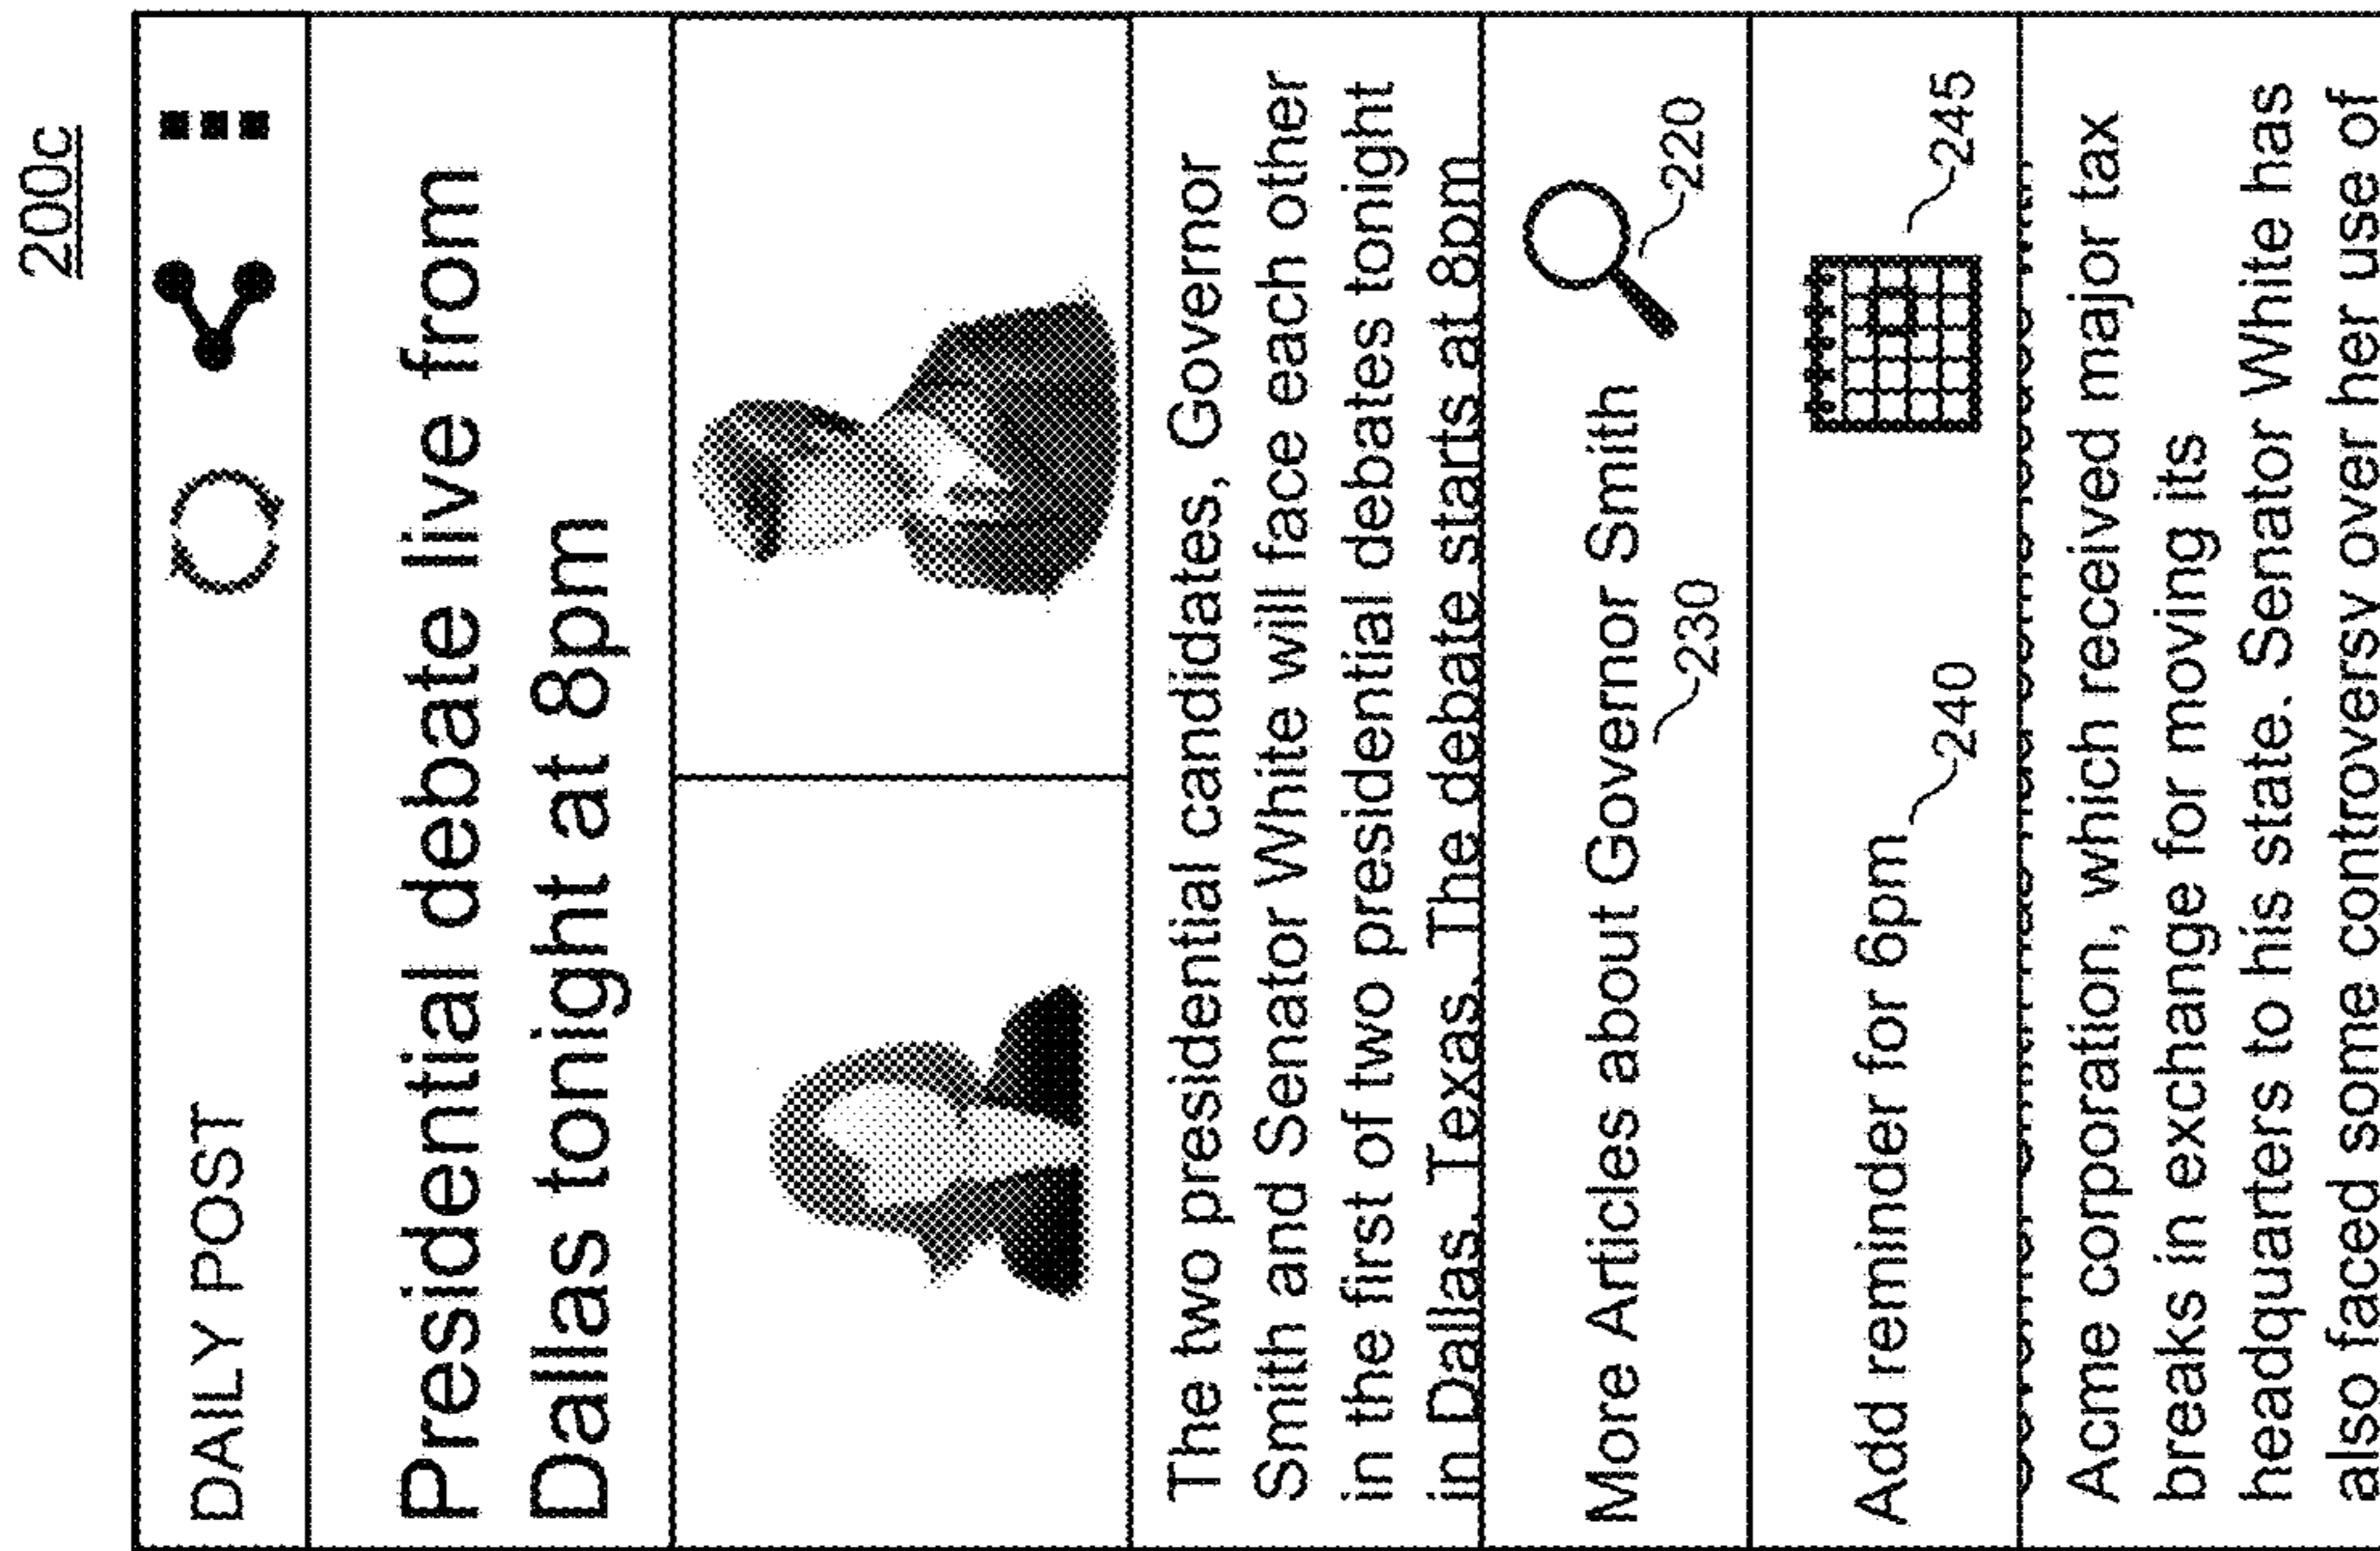 200c
DAILY POST
Presidential debate live from
Dallas tonight at 8pm
The two presidential candidates, Governor
Smith and Senator White will face each other
in the first of two presidential debates tonight
in Dallas, Texas. The debate starts at 8pm
More Articles about Governor Smith
220
230
Add reminder for 6pm
240
245
Acme corporation, which received major tax
breaks in exchange for moving its
headquarters to his state. Senator White has
also faced some controversy over her use of